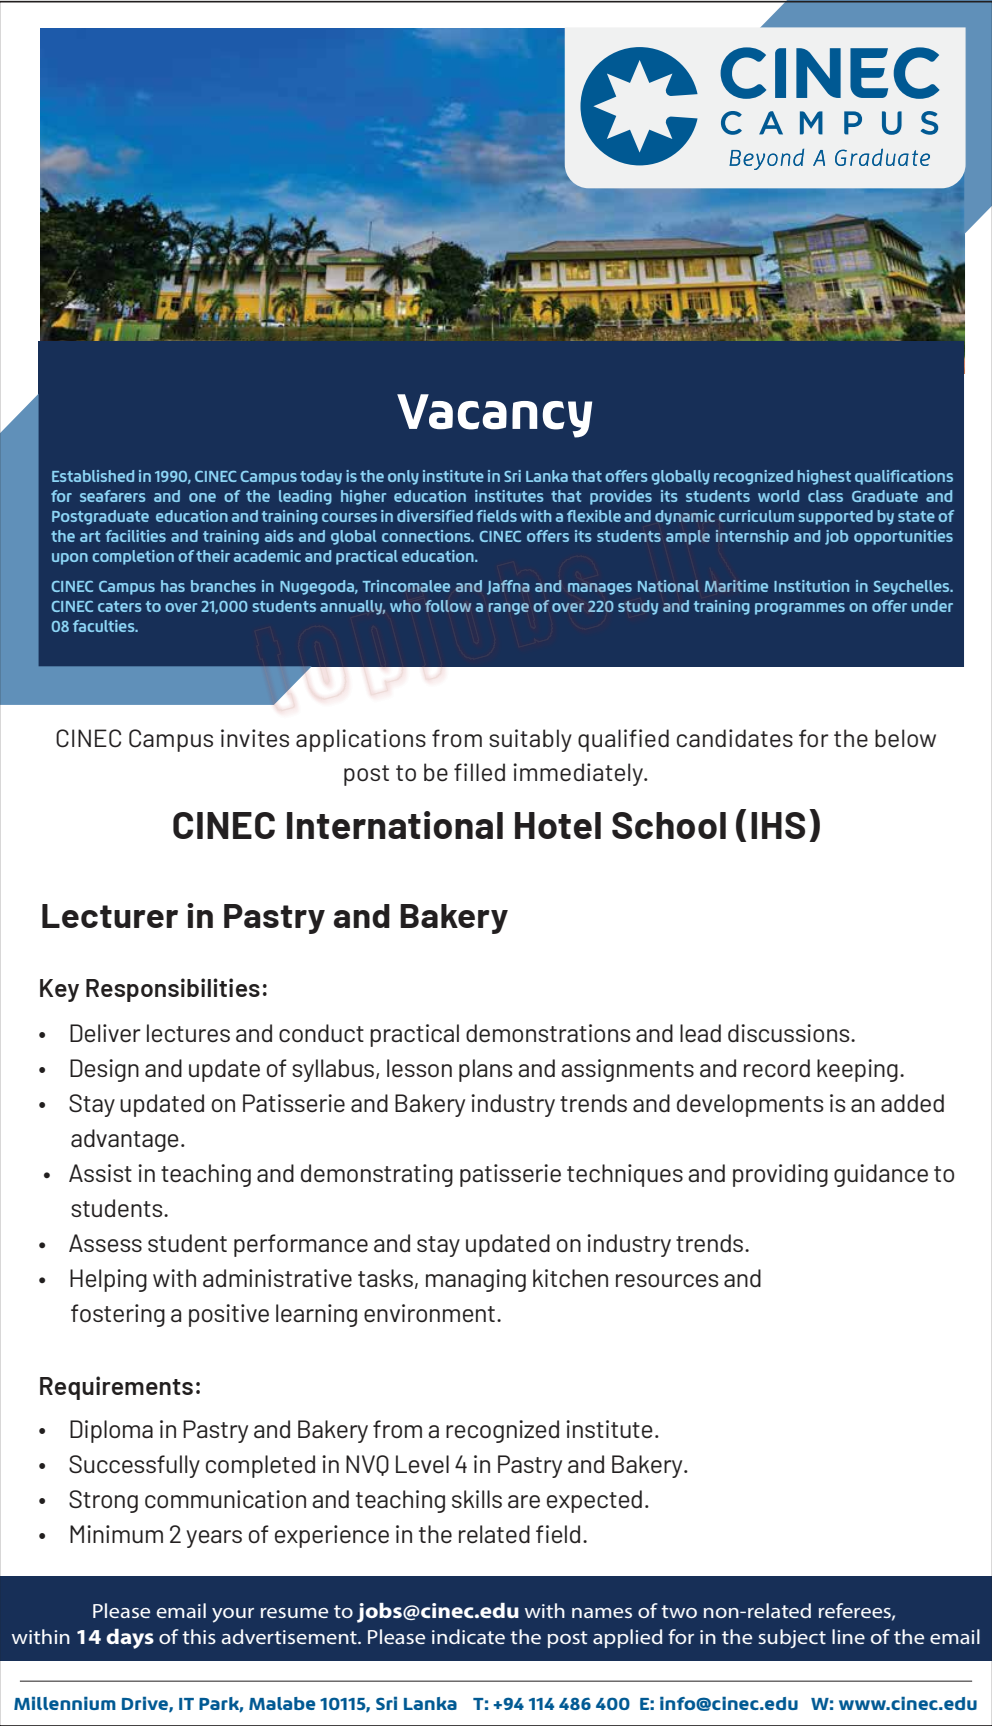 CINEC
CAMPUS
Beyond A Graduate
Vacancy
Established in 1990, CINEC Campus today is the only institute in Sri Lanka that offers globally recognized highest qualifications
for seafarers and one of the leading higher education institutes that provides its students world class Graduate and
Postgraduate education and training courses in diversified fields with a flexible and dynamic curriculum supported by state of
the art facilities and training aids and global connections. CINEC offers its students ample internship and job opportunities
upon completion of their academic and practical education.
CINEC Campus has branches in Nugegoda, Trincomalee and Jaffna and manages National Maritime Institution in Seychelles.
CINEC caters to over 21,000 students annually, who follow a range of over 220 study and training programmes on offer under
08 faculties.
topjobs.lk
CINEC Campus invites applications from suitably qualified candidates for the below
post to be filled immediately.
CINEC International Hotel School (IHS)
Lecturer in Pastry and Bakery
Key Responsibilities:
• Deliver lectures and conduct practical demonstrations and lead discussions.
• Design and update of syllabus, lesson plans and assignments and record keeping.
• Stay updated on Patisserie and Bakery industry trends and developments is an added
advantage.
• Assist in teaching and demonstrating patisserie techniques and providing guidance to
students.
• Assess student performance and stay updated on industry trends.
• Helping with administrative tasks, managing kitchen resources and
fostering a positive learning environment.
Requirements:
• Diploma in Pastry and Bakery from a recognized institute.
• Successfully completed in NVQ Level 4 in Pastry and Bakery.
• Strong communication and teaching skills are expected.
• Minimum 2 years of experience in the related field.
Please email your resume to jobs@cinec.edu with names of two non-related referees,
within 14 days of this advertisement. Please indicate the post applied for in the subject line of the email
Millennium Drive, IT Park, Malabe 10115, Sri Lanka T: +94 114 486 400 E: info@cinec.edu W: www.cinec.edu